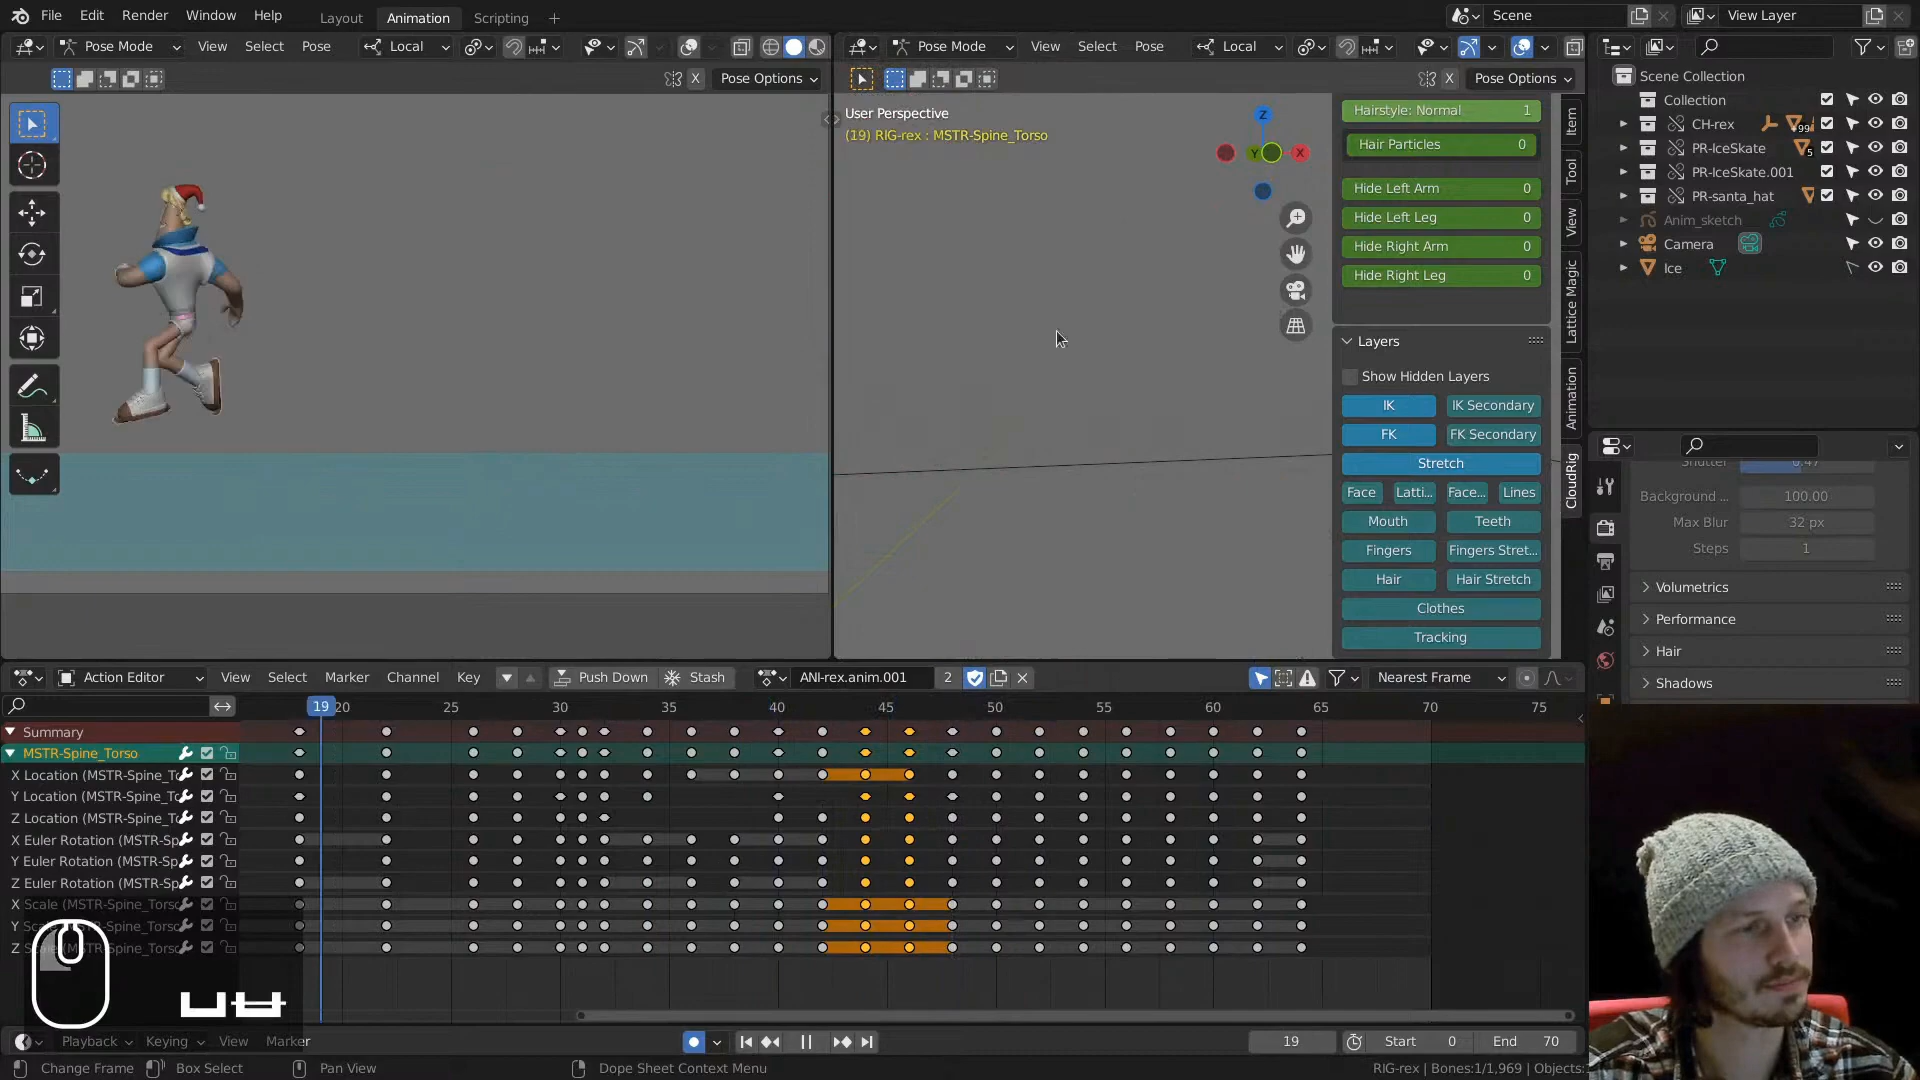 File Edit Render Window Help Layout Animation Scripting + Scene View Layer
Pose Mode View Select Pose Local Pose Mode View Select Pose Local
X Pose Options X Pose Options
User Perspective
(19) RIG-rex : MSTR-Spine_Torso
Z
Y X
Hairstyle: Normal 1
Hair Particles 0
Hide Left Arm 0
Hide Left Leg 0
Hide Right Arm 0
Hide Right Leg 0
Layers
Show Hidden Layers
IK IK Secondary
FK FK Secondary
Stretch
Face Latti... Face... Lines
Mouth Teeth
Fingers Fingers Stret...
Hair Hair Stretch
Clothes
Tracking
Item
Tool
View
Lattice Magic
Animation
CloudRig
Scene Collection
Collection
CH-rex 99
PR-IceSkate 5
PR-IceSkate.001
PR-santa_hat
Anim_sketch
Camera
Ice
Shutter 0.47
Background ... 100.00
Max Blur 32 px
Steps 1
Volumetrics
Performance
Hair
Shadows
Action Editor View Select Marker Channel Key Push Down Stash ANI-rex.anim.001 2 Nearest Frame
19 20 25 30 35 40 45 50 55 60 65 70 75
Summary
MSTR-Spine_Torso
X Location (MSTR-Spine_To
Y Location (MSTR-Spine_To
Z Location (MSTR-Spine_To
X Euler Rotation (MSTR-Sp
Y Euler Rotation (MSTR-Sp
Z Euler Rotation (MSTR-Sp
X Scale (MSTR-Spine_Torso
Y
Z
Playback Keying View Marker 19 Start 0 End 70
Change Frame Box Select Pan View Dope Sheet Context Menu RIG-rex | Bones:1/1,969 | Objects: